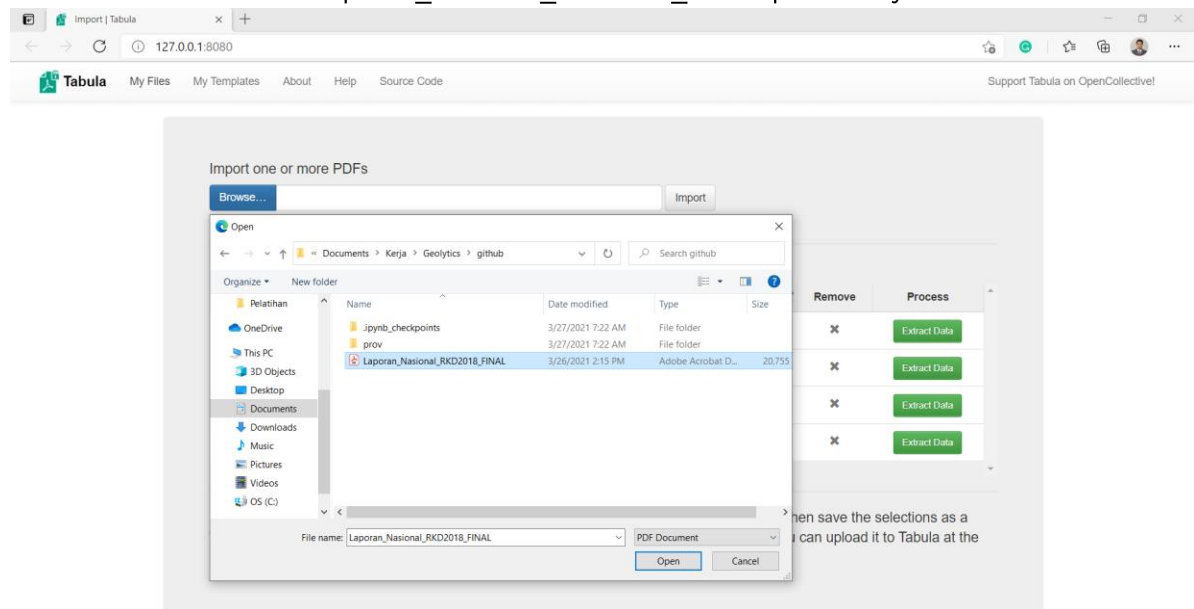 Import | Tabula
127.0.0.1:8080
Tabula My Files My Templates About Help Source Code Support Tabula on OpenCollective!
Import one or more PDFs
Browse... Import
Open
« Documents > Kerja > Geolytics > github Search github
Organize New folder
Name Date modified Type Size
Pelatihan
OneDrive
This PC
3D Objects
Desktop
Documents
Downloads
Music
Pictures
Videos
OS (C:)
.ipynb_checkpoints 3/27/2021 7:22 AM File folder
prov 3/27/2021 7:22 AM File folder
Laporan_Nasional_RKD2018_FINAL 3/26/2021 2:15 PM Adobe Acrobat D... 20,755
File name: Laporan_Nasional_RKD2018_FINAL PDF Document
Open Cancel
Remove Process
Extract Data
Extract Data
Extract Data
Extract Data
hen save the selections as a
can upload it to Tabula at the